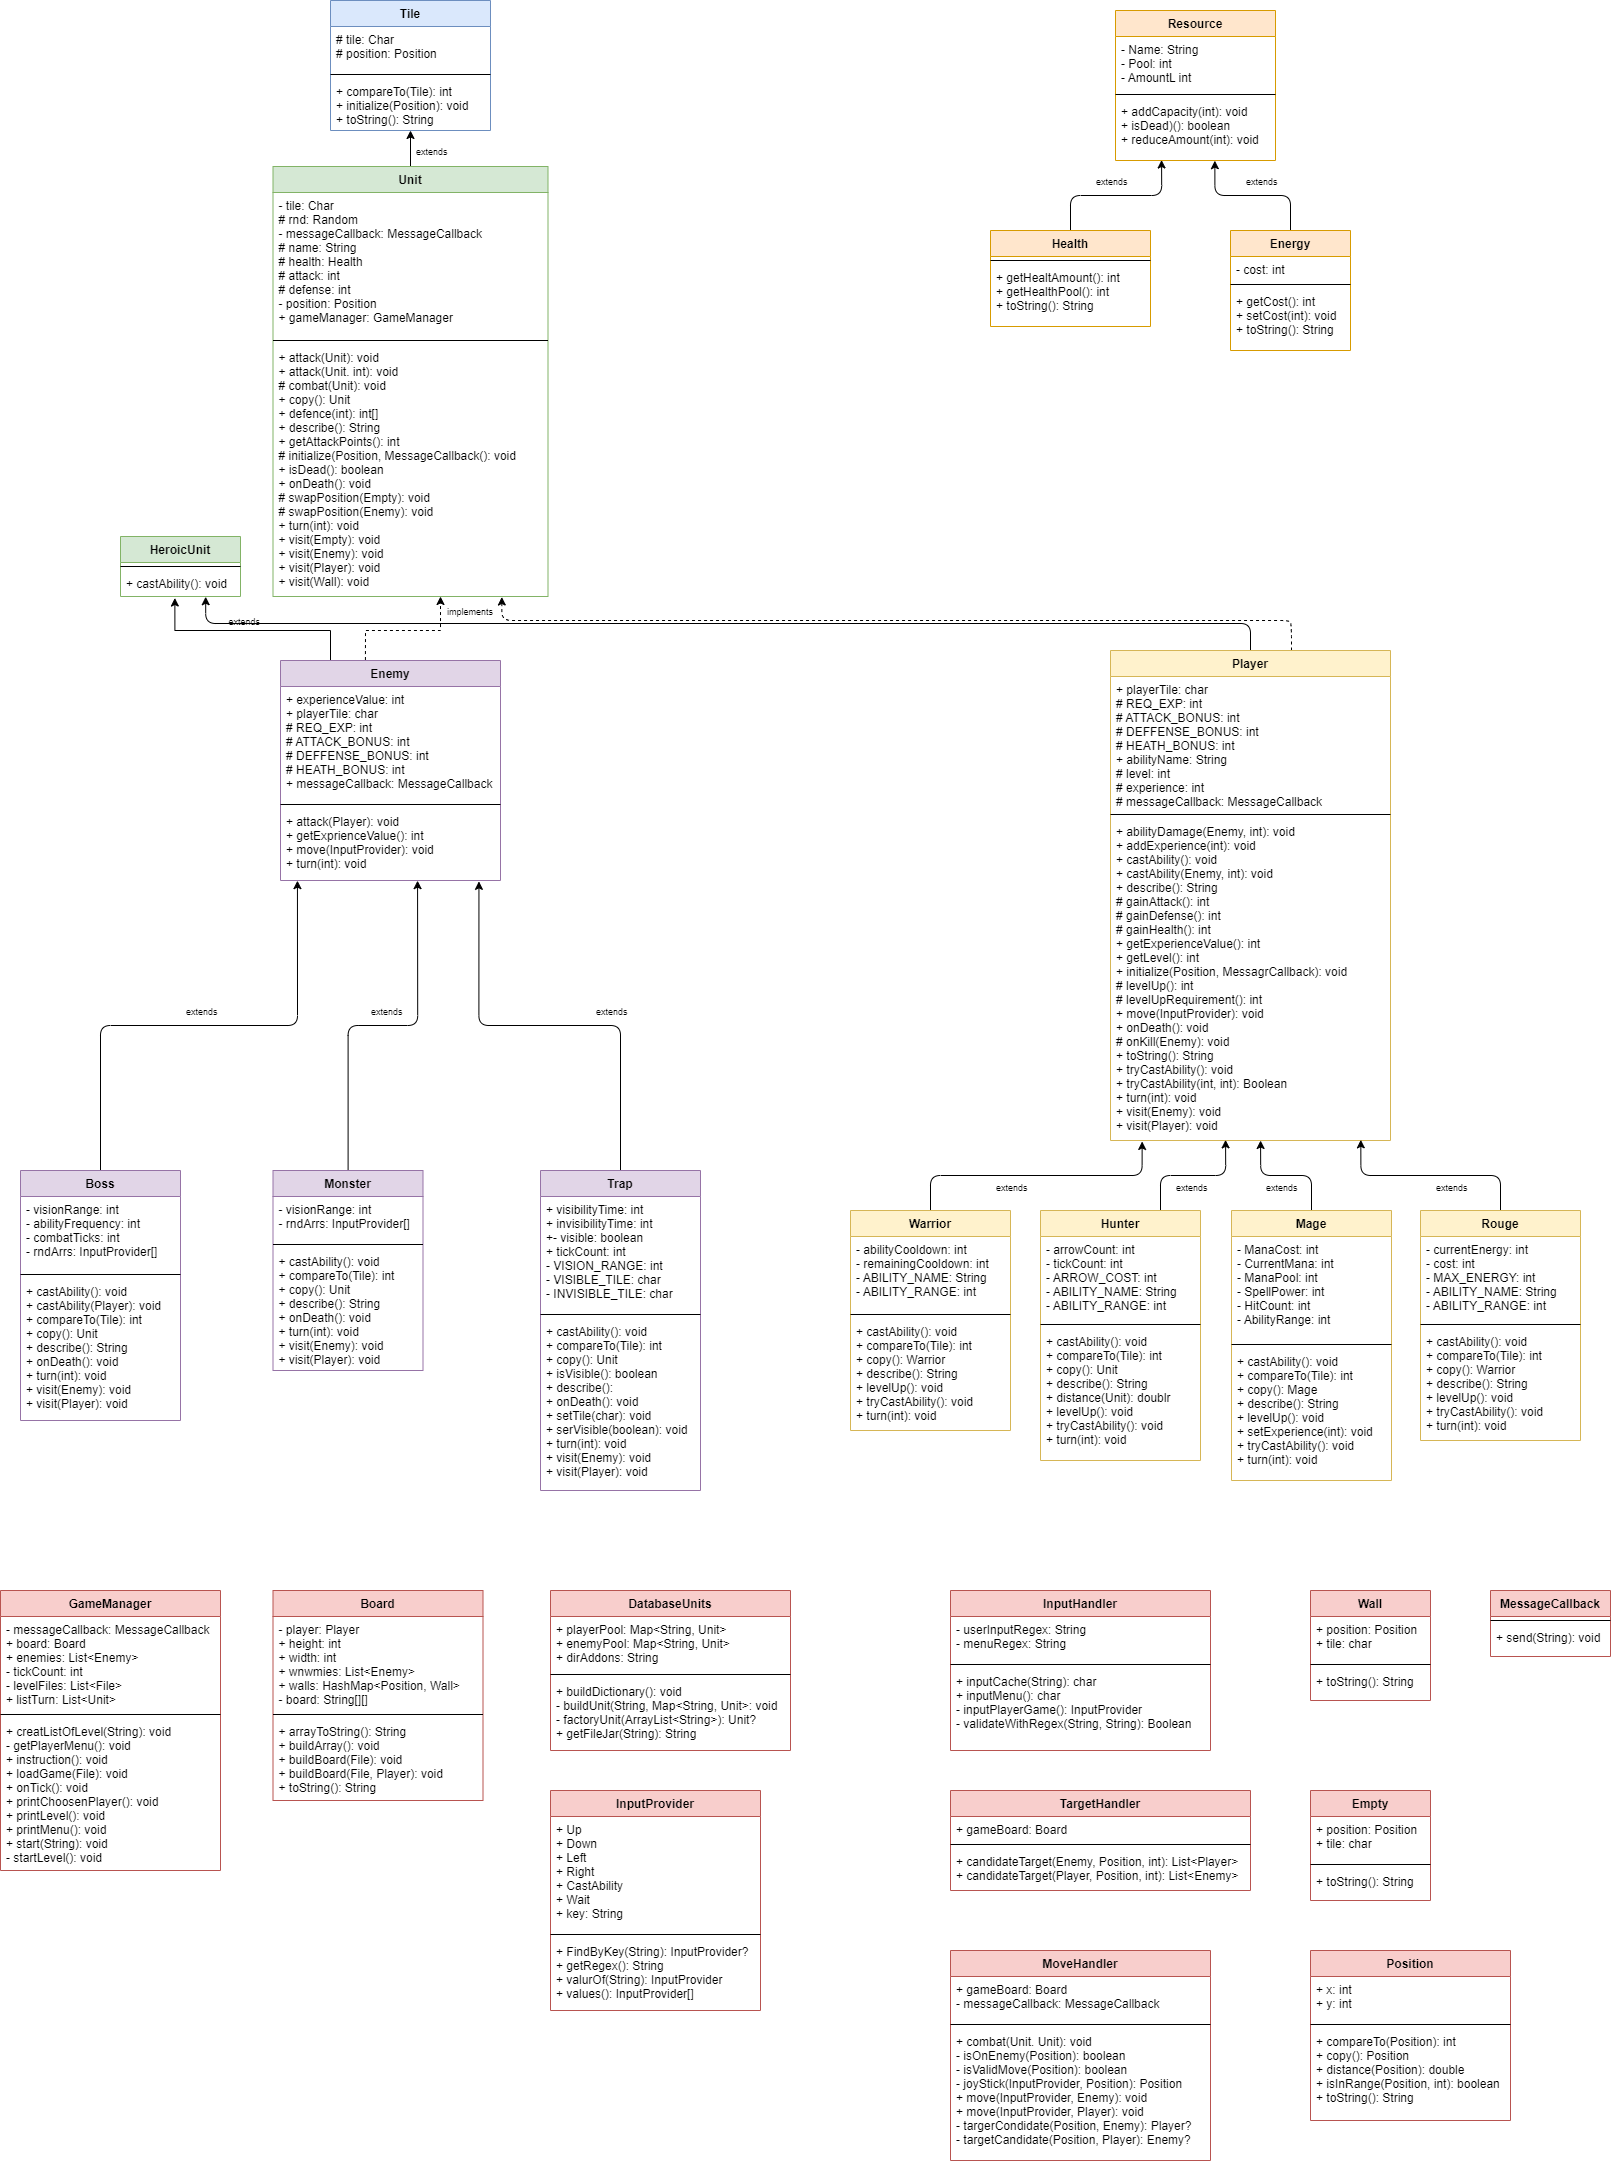 Tile
# tile: Char
# position: Position
+ compareTo(Tile): int
+ initialize(Position): void
+ toString(): String
extends
Resource
- Name: String
- Pool: int
- AmountL int
+ addCapacity(int): void
+ isDead)(): boolean
+ reduceAmount(int): void
extends
extends
Health
+ getHealtAmount(): int
+ getHealthPool(): int
+ toString(): String
Energy
- cost: int
+ getCost(): int
+ setCost(int): void
+ toString(): String
Unit
- tile: Char
# rnd: Random
- messageCallback: MessageCallback
# name: String
# health: Health
# attack: int
# defense: int
- position: Position
+ gameManager: GameManager
+ attack(Unit): void
+ attack(Unit. int): void
# combat(Unit): void
+ copy(): Unit
+ defence(int): int[]
+ describe(): String
+ getAttackPoints(): int
# initialize(Position, MessageCallback(): void
+ isDead(): boolean
+ onDeath(): void
# swapPosition(Empty): void
# swapPosition(Enemy): void
+ turn(int): void
+ visit(Empty): void
+ visit(Enemy): void
+ visit(Player): void
+ visit(Wall): void
HeroicUnit
+ castAbility(): void
extends
implements
Enemy
+ experienceValue: int
+ playerTile: char
# REQ_EXP: int
# ATTACK_BONUS: int
# DEFFENSE_BONUS: int
# HEATH_BONUS: int
+ messageCallback: MessageCallback
+ attack(Player): void
+ getExprienceValue(): int
+ move(InputProvider): void
+ turn(int): void
Player
+ playerTile: char
# REQ_EXP: int
# ATTACK_BONUS: int
# DEFFENSE_BONUS: int
# HEATH_BONUS: int
+ abilityName: String
# level: int
# experience: int
# messageCallback: MessageCallback
+ abilityDamage(Enemy, int): void
+ addExperience(int): void
+ castAbility(): void
+ castAbility(Enemy, int): void
+ describe(): String
# gainAttack(): int
# gainDefense(): int
# gainHealth(): int
+ getExperienceValue(): int
+ getLevel(): int
+ initialize(Position, MessagrCallback): void
# levelUp(): int
# levelUpRequirement(): int
+ move(InputProvider): void
+ onDeath(): void
# onKill(Enemy): void
+ toString(): String
+ tryCastAbility(): void
+ tryCastAbility(int, int): Boolean
+ turn(int): void
+ visit(Enemy): void
+ visit(Player): void
extends
extends
extends
Boss
- visionRange: int
- abilityFrequency: int
- combatTicks: int
- rndArrs: InputProvider[]
+ castAbility(): void
+ castAbility(Player): void
+ compareTo(Tile): int
+ copy(): Unit
+ describe(): String
+ onDeath(): void
+ turn(int): void
+ visit(Enemy): void
+ visit(Player): void
Monster
- visionRange: int
- rndArrs: InputProvider[]
+ castAbility(): void
+ compareTo(Tile): int
+ copy(): Unit
+ describe(): String
+ onDeath(): void
+ turn(int): void
+ visit(Enemy): void
+ visit(Player): void
Trap
+ visibilityTime: int
+ invisibilityTime: int
+- visible: boolean
+ tickCount: int
- VISION_RANGE: int
- VISIBLE_TILE: char
- INVISIBLE_TILE: char
+ castAbility(): void
+ compareTo(Tile): int
+ copy(): Unit
+ isVisible(): boolean
+ describe():
+ onDeath(): void
+ setTile(char): void
+ serVisible(boolean): void
+ turn(int): void
+ visit(Enemy): void
+ visit(Player): void
extends
extends
extends
extends
Warrior
- abilityCooldown: int
- remainingCooldown: int
- ABILITY_NAME: String
- ABILITY_RANGE: int
+ castAbility(): void
+ compareTo(Tile): int
+ copy(): Warrior
+ describe(): String
+ levelUp(): void
+ tryCastAbility(): void
+ turn(int): void
Hunter
- arrowCount: int
- tickCount: int
- ARROW_COST: int
- ABILITY_NAME: String
- ABILITY_RANGE: int
+ castAbility(): void
+ compareTo(Tile): int
+ copy(): Unit
+ describe(): String
+ distance(Unit): doublr
+ levelUp(): void
+ tryCastAbility(): void
+ turn(int): void
Mage
- ManaCost: int
- CurrentMana: int
- ManaPool: int
- SpellPower: int
- HitCount: int
- AbilityRange: int
+ castAbility(): void
+ compareTo(Tile): int
+ copy(): Mage
+ describe(): String
+ levelUp(): void
+ setExperience(int): void
+ tryCastAbility(): void
+ turn(int): void
Rouge
- currentEnergy: int
- cost: int
- MAX_ENERGY: int
- ABILITY_NAME: String
- ABILITY_RANGE: int
+ castAbility(): void
+ compareTo(Tile): int
+ copy(): Warrior
+ describe(): String
+ levelUp(): void
+ tryCastAbility(): void
+ turn(int): void
GameManager
- messageCallback: MessageCallback
+ board: Board
+ enemies: List<Enemy>
- tickCount: int
- levelFiles: List<File>
+ listTurn: List<Unit>
+ creatListOfLevel(String): void
- getPlayerMenu(): void
+ instruction(): void
+ loadGame(File): void
+ onTick(): void
+ printChoosenPlayer(): void
+ printLevel(): void
+ printMenu(): void
+ start(String): void
- startLevel(): void
Board
- player: Player
+ height: int
+ width: int
+ wnwmies: List<Enemy>
+ walls: HashMap<Position, Wall>
- board: String[][]
+ arrayToString(): String
+ buildArray(): void
+ buildBoard(File): void
+ buildBoard(File, Player): void
+ toString(): String
DatabaseUnits
+ playerPool: Map<String, Unit>
+ enemyPool: Map<String, Unit>
+ dirAddons: String
+ buildDictionary(): void
- buildUnit(String, Map<String, Unit>: void
- factoryUnit(ArrayList<String>): Unit?
+ getFileJar(String): String
InputProvider
+ Up
+ Down
+ Left
+ Right
+ CastAbility
+ Wait
+ key: String
+ FindByKey(String): InputProvider?
+ getRegex(): String
+ valurOf(String): InputProvider
+ values(): InputProvider[]
InputHandler
- userInputRegex: String
- menuRegex: String
+ inputCache(String): char
+ inputMenu(): char
- inputPlayerGame(): InputProvider
- validateWithRegex(String, String): Boolean
TargetHandler
+ gameBoard: Board
+ candidateTarget(Enemy, Position, int): List<Player>
+ candidateTarget(Player, Position, int): List<Enemy>
MoveHandler
+ gameBoard: Board
- messageCallback: MessageCallback
+ combat(Unit. Unit): void
- isOnEnemy(Position): boolean
- isValidMove(Position): boolean
- joyStick(InputProvider, Position): Position
+ move(InputProvider, Enemy): void
+ move(InputProvider, Player): void
- targerCondidate(Position, Enemy): Player?
- targetCandidate(Position, Player): Enemy?
Wall
+ position: Position
+ tile: char
+ toString(): String
Empty
+ position: Position
+ tile: char
+ toString(): String
Position
+ x: int
+ y: int
+ compareTo(Position): int
+ copy(): Position
+ distance(Position): double
+ isInRange(Position, int): boolean
+ toString(): String
MessageCallback
+ send(String): void